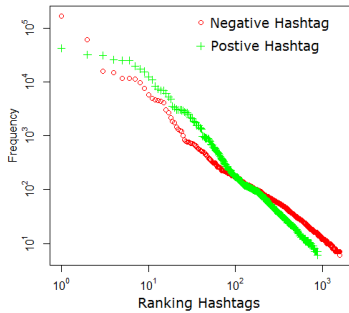 Negative Hashtag
Postive Hashtag
Frequency
10^5
10^4
10^3
10^2
10^1
10^0 10^1 10^2 10^3
Ranking Hashtags